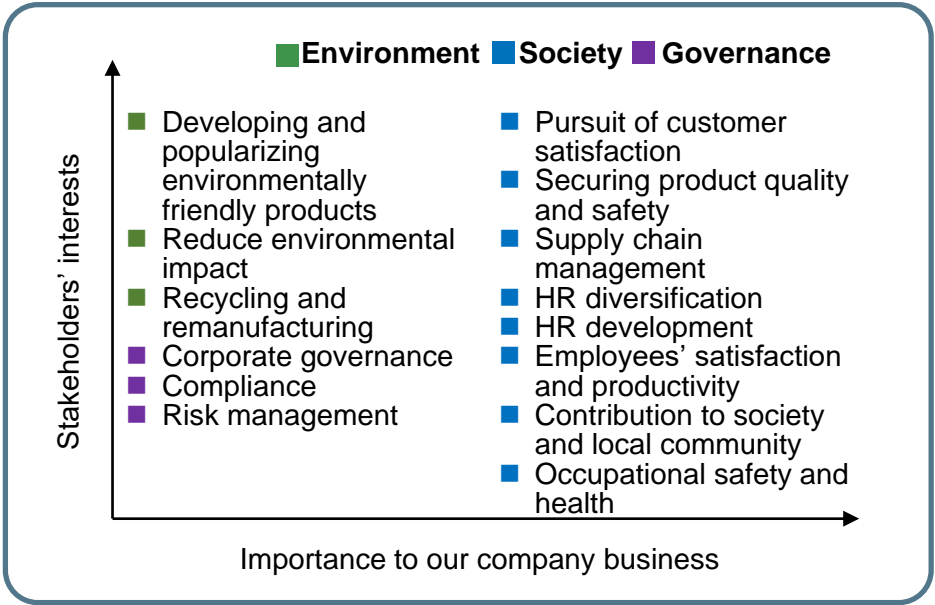 Environment Society Governance
Stakeholders’ interests
Developing and
popularizing
environmentally
friendly products
Reduce environmental
impact
Recycling and
remanufacturing
Corporate governance
Compliance
Risk management
Pursuit of customer
satisfaction
Securing product quality
and safety
Supply chain
management
HR diversification
HR development
Employees’ satisfaction
and productivity
Contribution to society
and local community
Occupational safety and
health
Importance to our company business